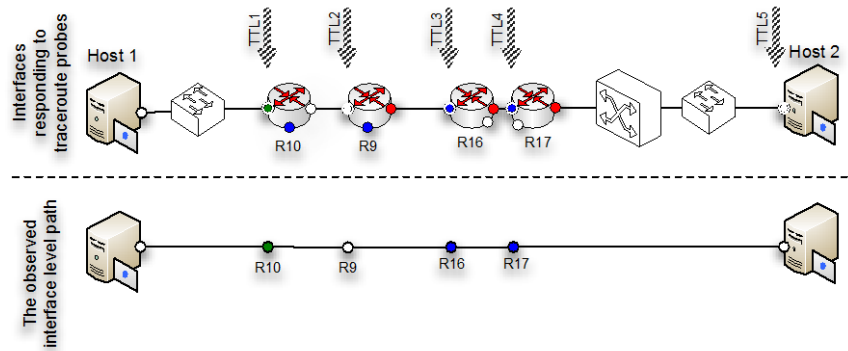 Interfaces
responding to
traceroute probes
Host 1
TTL1
TTL2
TTL3
TTL4
TTL5
Host 2
R10
R9
R16
R17
The observed
interface level path
R10
R9
R16
R17